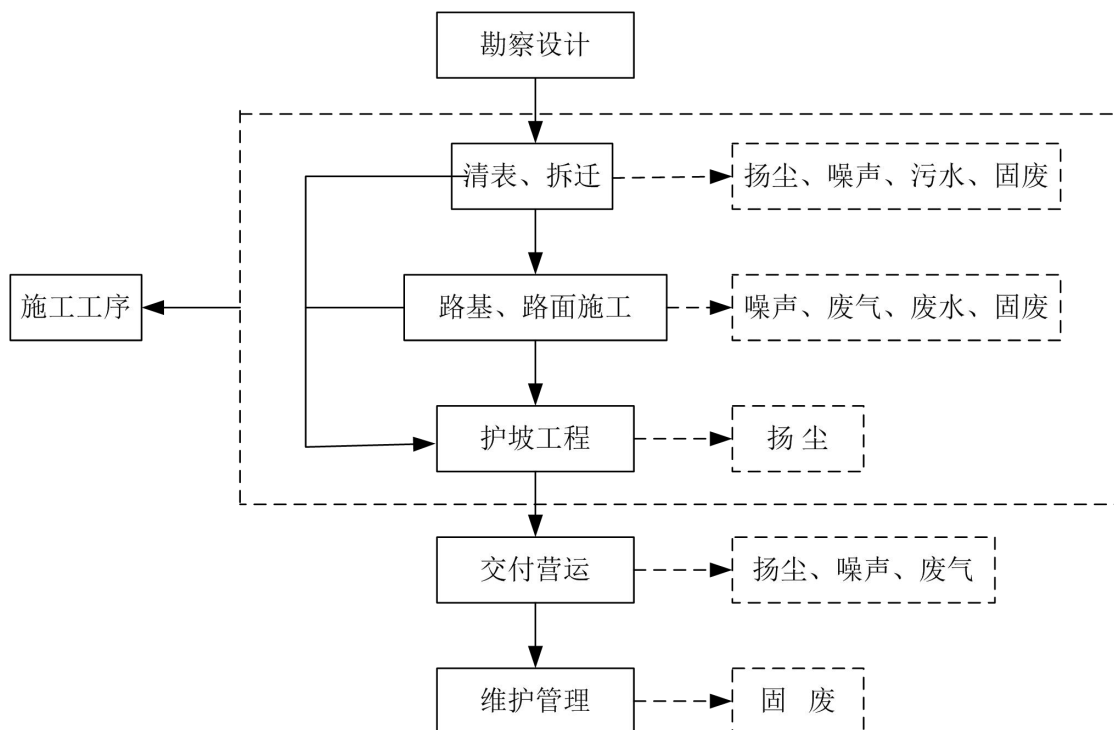 勘察设计
清表、拆迁
扬尘、噪声、污水、固废
施工工序
路基、路面施工
噪声、废气、废水、固废
护坡工程
扬 尘
交付营运
扬尘、噪声、废气
维护管理
固 废